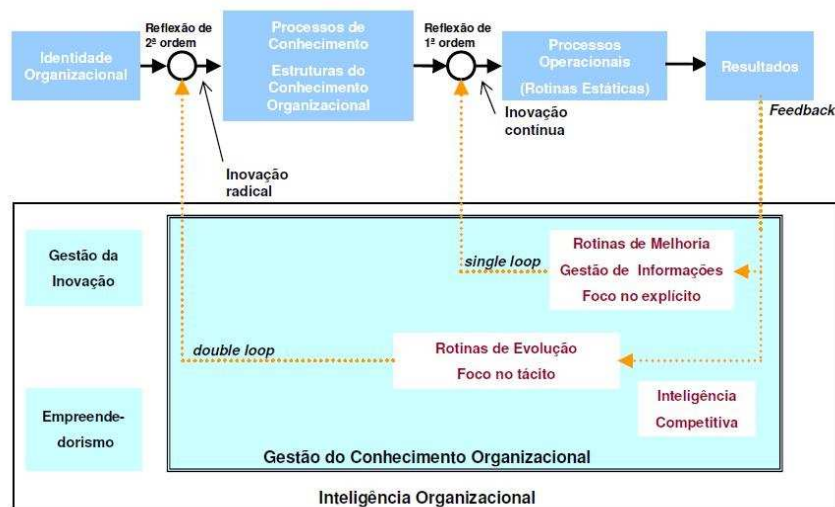 Identidade
Organizacional
Reflexão de
2ª ordem
Processos de
Conhecimento
Estruturas do
Conhecimento
Organizacional
Reflexão de
1ª ordem
Processos
Operacionais
(Rotinas Estáticas)
Resultados
Feedback
Inovação
radical
Inovação
contínua
Gestão da
Inovação
single loop
Rotinas de Melhoria
Gestão de Informações
Foco no explícito
double loop
Rotinas de Evolução
Foco no tácito
Empreende-
dorismo
Inteligência
Competitiva
Gestão do Conhecimento Organizacional
Inteligência Organizacional